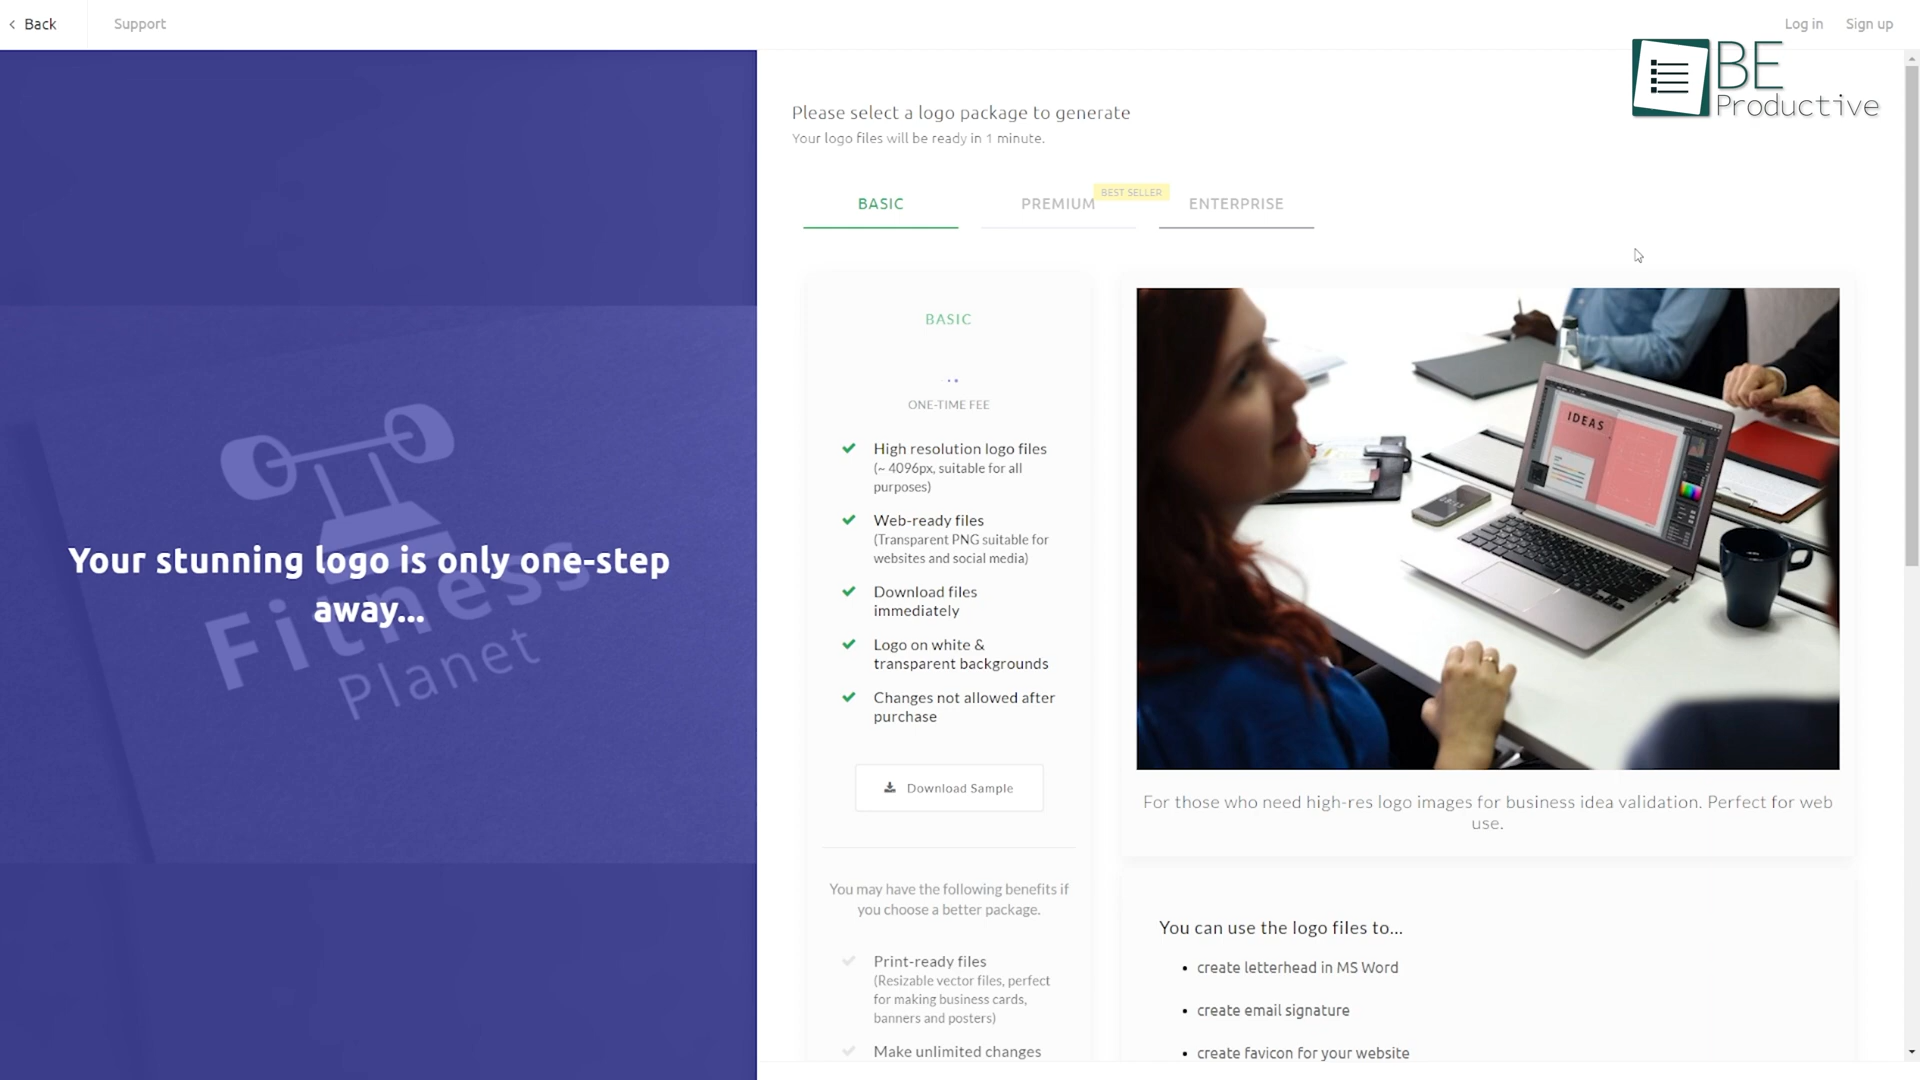 Back
Support
Log in
Sign up
BE
Productive
Please select a logo package to generate
Your logo files will be ready in 1 minute.
BASIC
PREMIUM
BEST SELLER
ENTERPRISE
BASIC
ONE-TIME FEE
High resolution logo files
(~ 4096px, suitable for all
purposes)
Web-ready files
(Transparent PNG suitable for
websites and social media)
Download files
immediately
Logo on white &
transparent backgrounds
Changes not allowed after
purchase
Download Sample
You may have the following benefits if
you choose a better package.
Print-ready files
(Resizable vector files, perfect
for making business cards,
banners and posters)
Make unlimited changes
IDEAS
For those who need high-res logo images for business idea validation. Perfect for web
use.
You can use the logo files to...
create letterhead in MS Word
create email signature
create favicon for your website
Your stunning logo is only one-step
away...
Fitness
Planet